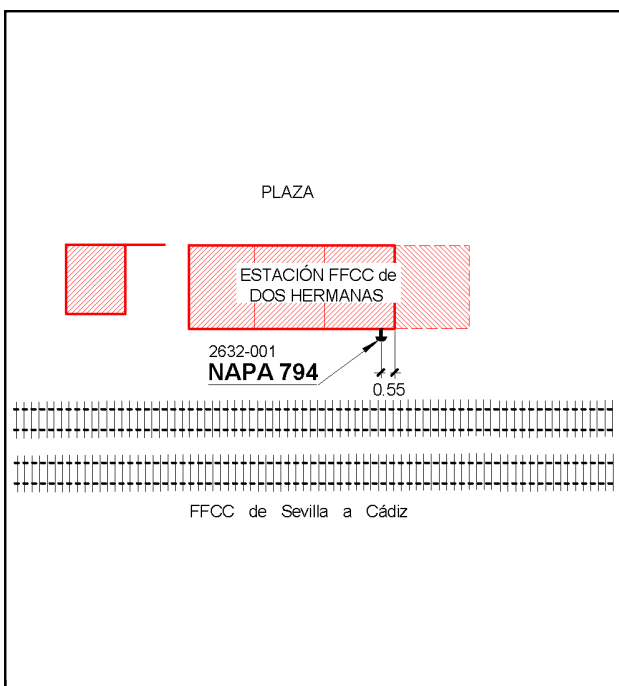 PLAZA
ESTACIÓN FFCC de
DOS HERMANAS
2632-001
NAPA 794
0.55
FFCC de Sevilla a Cádiz